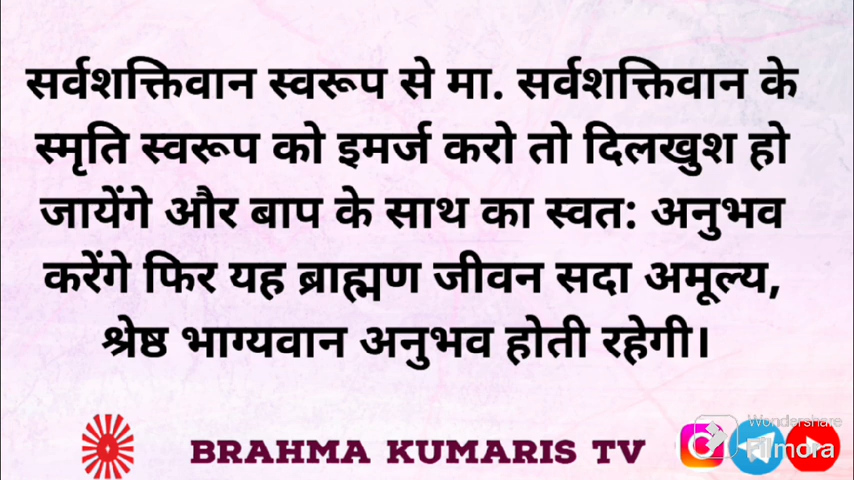 सर्वशक्तिवान स्वरूप से मा. सर्वशक्तिवान के
स्मृति स्वरूप को इमर्ज करो तो दिलखुश हो
जायेंगे और बाप के साथ का स्वत: अनुभव
करेंगे फिर यह ब्राह्मण जीवन सदा अमूल्य,
श्रेष्ठ भाग्यवान अनुभव होती रहेगी।
BRAHMA KUMARIS TV
Wondershare
Filmora